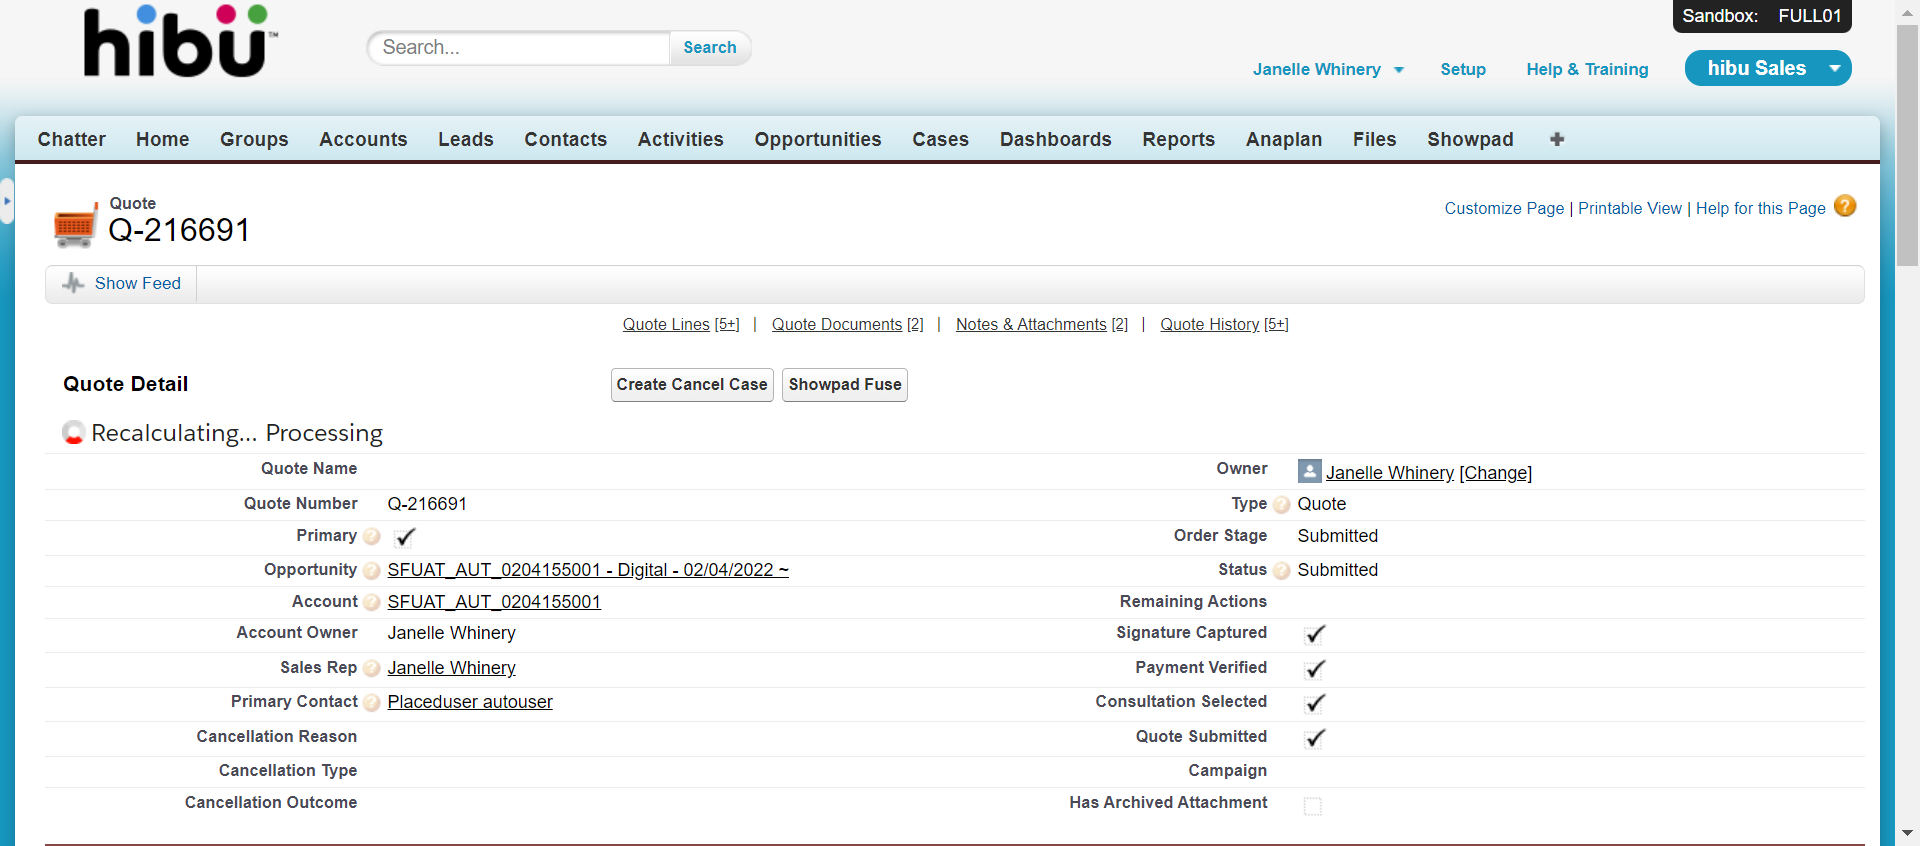 Sandbox: FULL01
hibü™
Search...
Search
Janelle Whinery
Setup
Help & Training
hibu Sales
Chatter Home Groups Accounts Leads Contacts Activities Opportunities Cases Dashboards Reports Anaplan Files Showpad
Quote
Q-216691
Customize Page | Printable View | Help for this Page ?
Show Feed
Quote Lines [5+] | Quote Documents [2] | Notes & Attachments [2] | Quote History [5+]
Quote Detail
Create Cancel Case
Showpad Fuse
Recalculating... Processing
Quote Name
Owner Janelle Whinery [Change]
Quote Number Q-216691
Type ? Quote
Primary ?
Order Stage Submitted
Opportunity ? SFUAT_AUT_0204155001 - Digital - 02/04/2022 ~
Status ? Submitted
Account ? SFUAT_AUT_0204155001
Remaining Actions
Account Owner Janelle Whinery
Signature Captured
Sales Rep ? Janelle Whinery
Payment Verified
Primary Contact ? Placeduser autouser
Consultation Selected
Cancellation Reason
Quote Submitted
Cancellation Type
Campaign
Cancellation Outcome
Has Archived Attachment